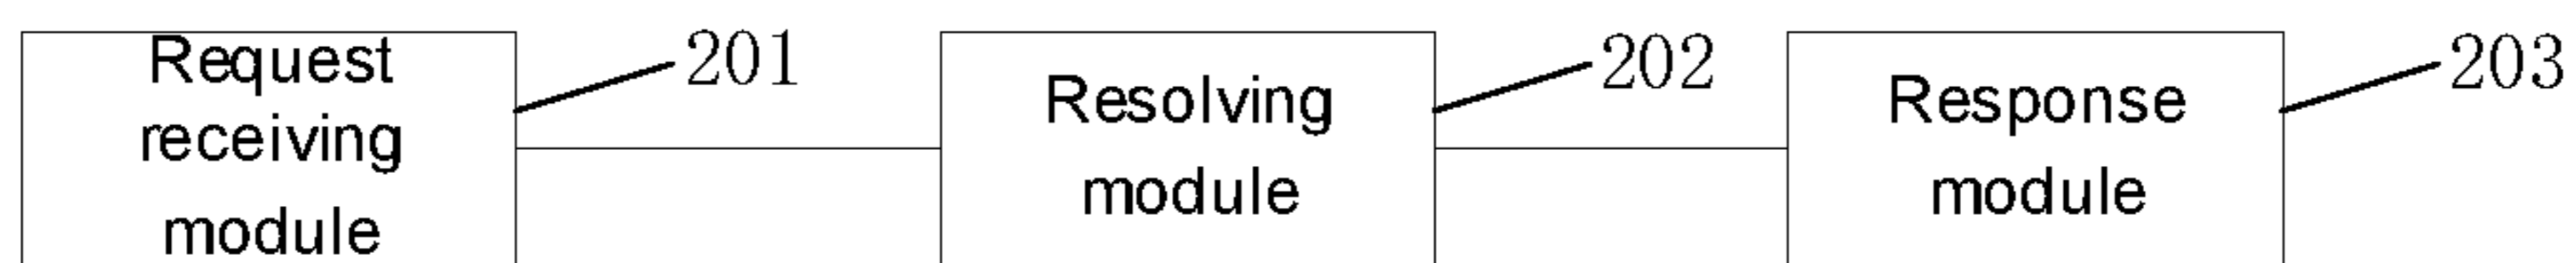 Request
receiving
module
201
Resolving
module
202
Response
module
203